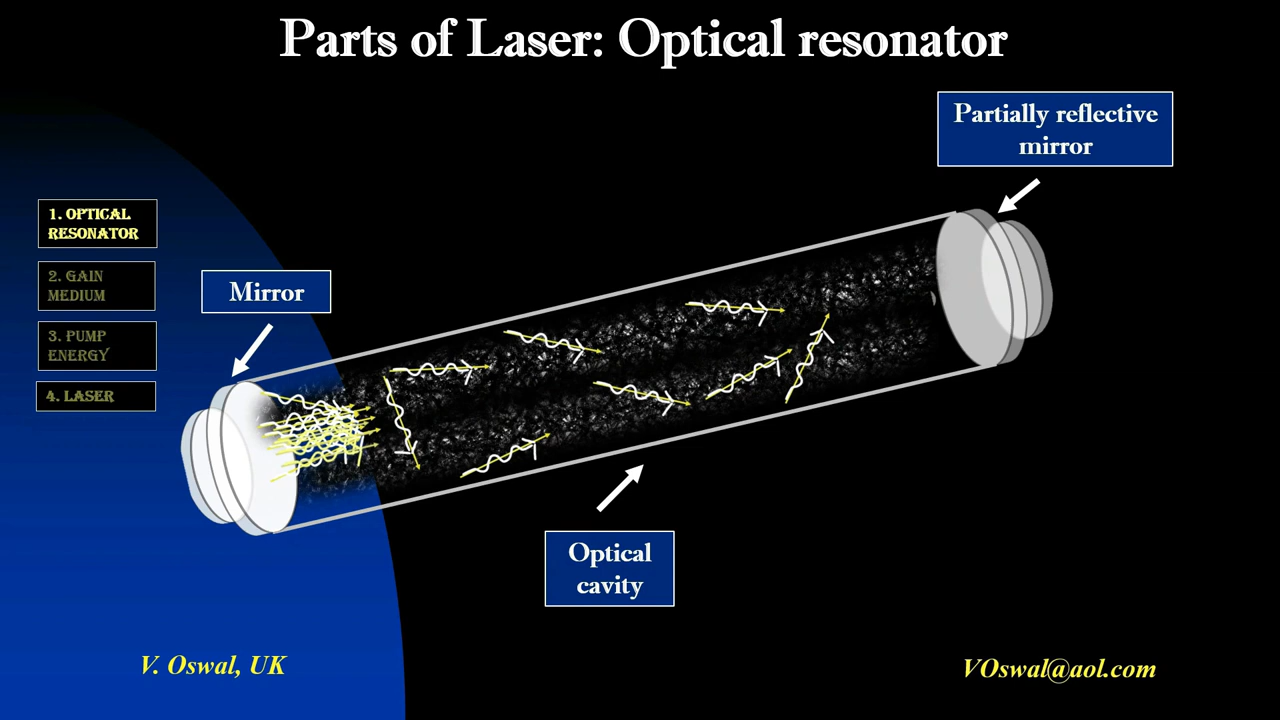 Parts of Laser: Optical resonator
Partially reflective
mirror
1. OPTICAL
RESONATOR
2. GAIN
MEDIUM
3. PUMP
ENERGY
4. LASER
Mirror
Optical
cavity
V. Oswal, UK
VOswal@aol.com